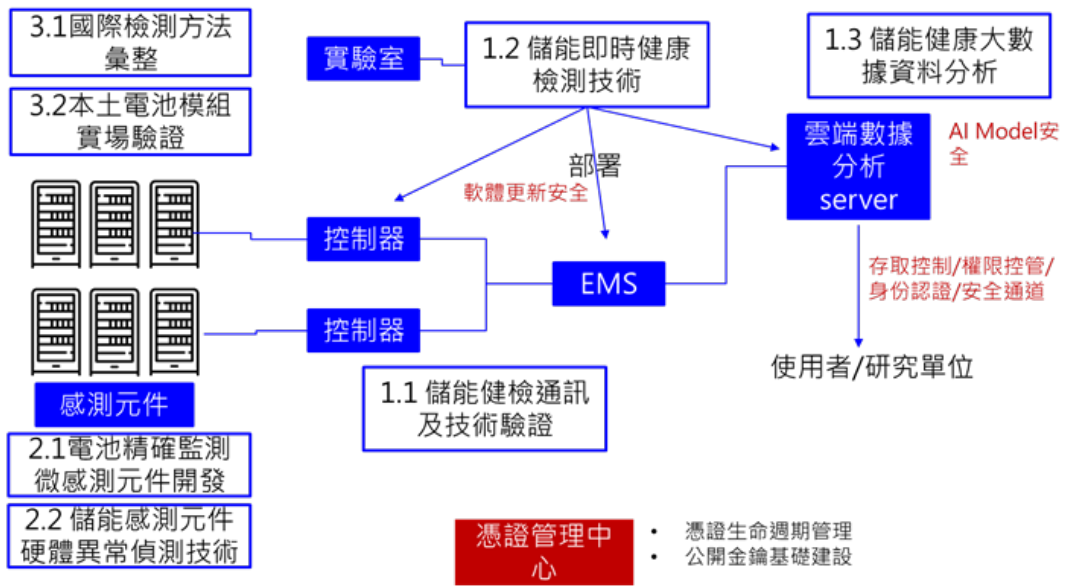 3.1國際檢測方法
彙整
3.2本土電池模組
實場驗證
實驗室
1.2 儲能即時健康
檢測技術
1.3 儲能健康大數
據資料分析
雲端數據
分析
server
AI Model安
全
部署
軟體更新安全
控制器
EMS
控制器
存取控制/權限控管/
身份認證/安全通道
使用者/研究單位
1.1 儲能健檢通訊
及技術驗證
感測元件
2.1電池精確監測
微感測元件開發
2.2 儲能感測元件
硬體異常偵測技術
憑證管理中
心
• 憑證生命週期管理
• 公開金鑰基礎建設